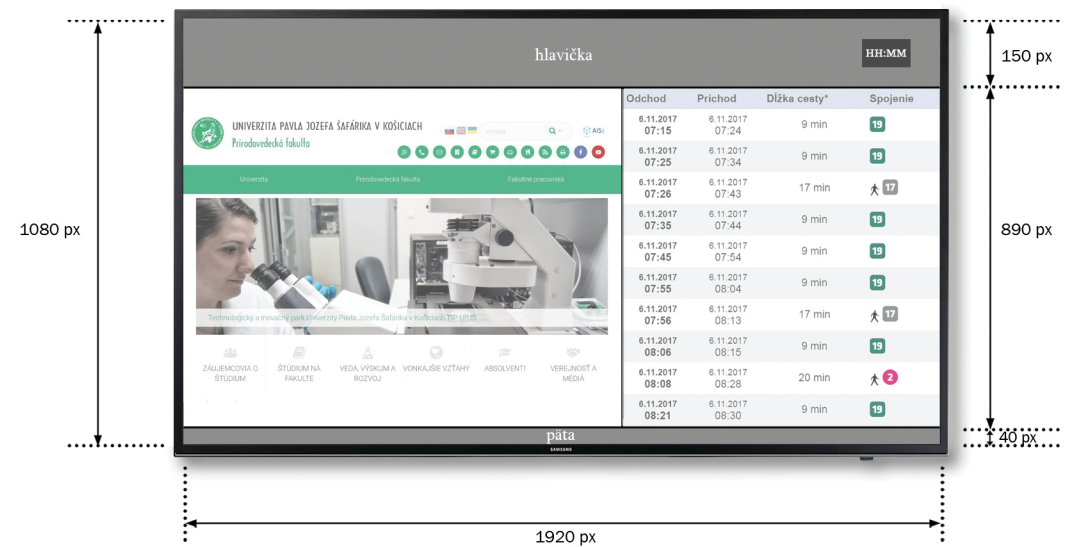 hlavička
HH:MM
150 px
1080 px
890 px
40 px
1920 px
UNIVERZITA PAVLA JOZEFA ŠAFÁRIKA V KOŠICIACH
Prírodovedecká fakulta
AIS
Univerzita Prírodovedecká fakulta Fakultné pracoviská
Technologický a inovačný park Univerzity Pavla Jozefa Šafárika v Košiciach TIP-UPJŠ
ZÁUJEMCOVIA O ŠTÚDIUM
ŠTÚDIUM NA FAKULTE
VEDA, VÝSKUM A ROZVOJ
VONKAJŠIE VZŤAHY
ABSOLVENTI
VEREJNOSŤ A MÉDIÁ
Odchod Príchod Dĺžka cesty* Spojenie
6.11.2017 07:15 6.11.2017 07:24 9 min 19
6.11.2017 07:25 6.11.2017 07:34 9 min 19
6.11.2017 07:26 6.11.2017 07:43 17 min 17
6.11.2017 07:35 6.11.2017 07:44 9 min 19
6.11.2017 07:45 6.11.2017 07:54 9 min 19
6.11.2017 07:55 6.11.2017 08:04 9 min 19
6.11.2017 07:56 6.11.2017 08:13 17 min 17
6.11.2017 08:06 6.11.2017 08:15 9 min 19
6.11.2017 08:08 6.11.2017 08:28 20 min 2
6.11.2017 08:21 6.11.2017 08:30 9 min 19
päta
SAMSUNG